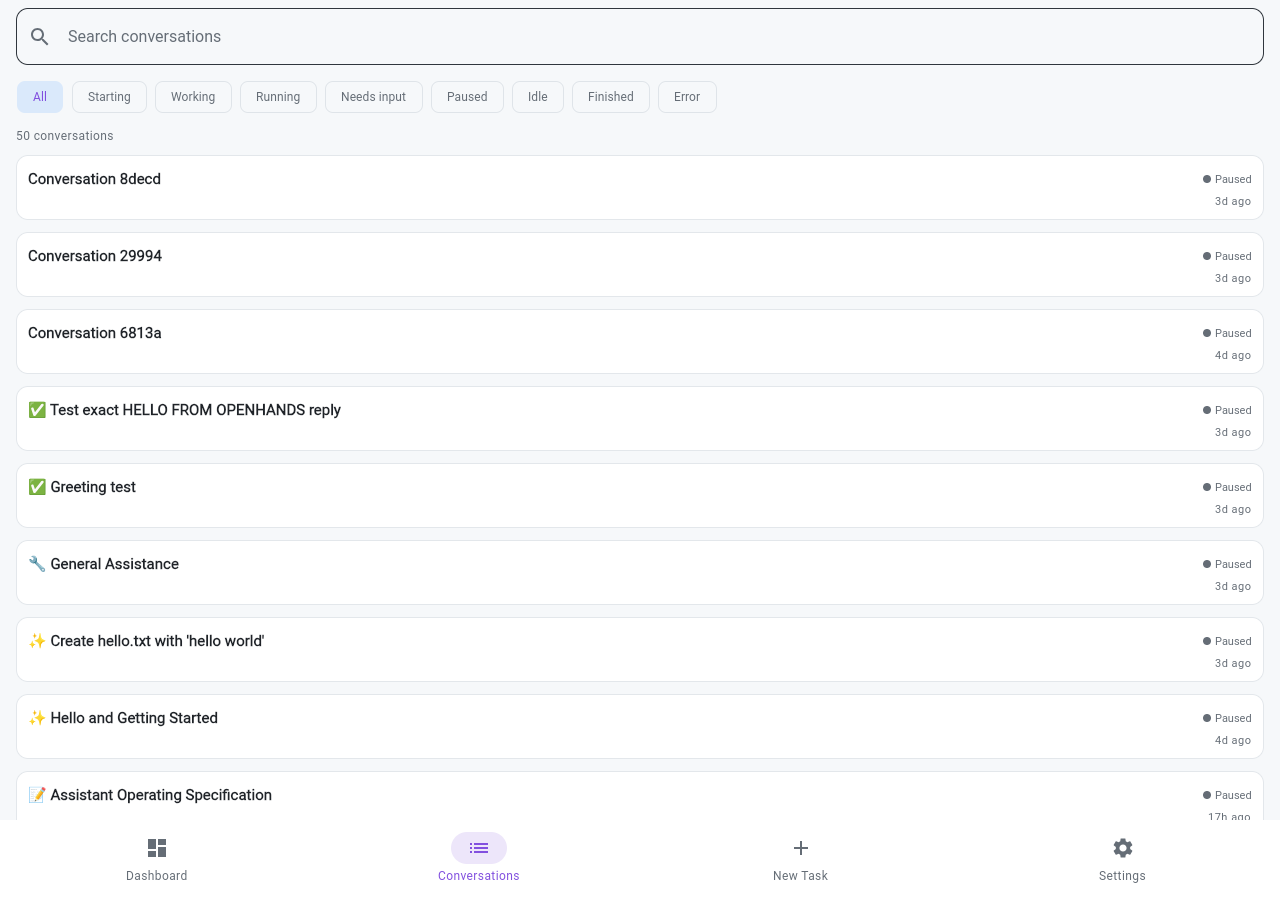 Search conversations
All Starting Working Running Needs input Paused Idle Finished Error
50 conversations
Conversation 8decd Paused
3d ago
Conversation 29994 Paused
3d ago
Conversation 6813a Paused
4d ago
✅ Test exact HELLO FROM OPENHANDS reply Paused
3d ago
✅ Greeting test Paused
3d ago
🔧 General Assistance Paused
3d ago
✨ Create hello.txt with 'hello world' Paused
3d ago
✨ Hello and Getting Started Paused
4d ago
📝 Assistant Operating Specification Paused
17h ago
Dashboard Conversations New Task Settings